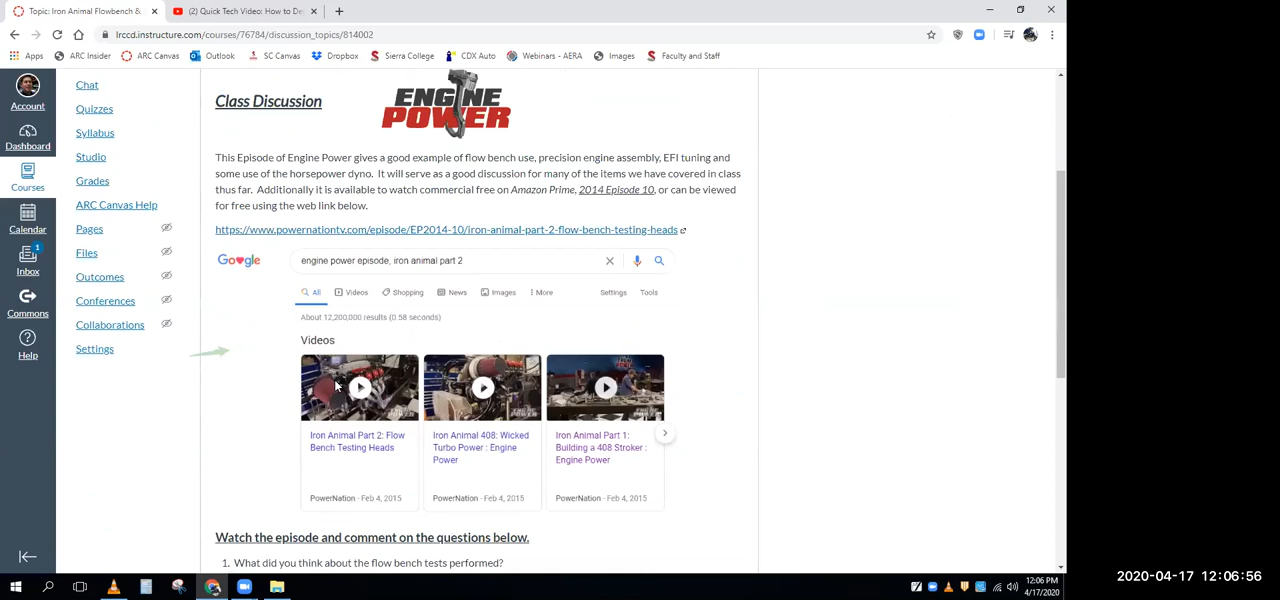 Topic: Iron Animal Flowbench &
(2) Quick Tech Video: How to De
lrccd.instructure.com/courses/76784/discussion_topics/814002
Apps ARC Insider ARC Canvas Outlook SC Canvas Dropbox Sierra College CDX Auto Webinars - AERA Images Faculty and Staff
Account
Dashboard
Courses
Calendar
1
Inbox
Commons
Help
Chat
Quizzes
Syllabus
Studio
Grades
ARC Canvas Help
Pages
Files
Outcomes
Conferences
Collaborations
Settings
Class Discussion
ENGINE
POWER
This Episode of Engine Power gives a good example of flow bench use, precision engine assembly, EFI tuning and
some use of the horsepower dyno. It will serve as a good discussion for many of the items we have covered in class
thus far. Additionally it is available to watch commercial free on Amazon Prime, 2014 Episode 10, or can be viewed
for free using the web link below.
https://www.powernationtv.com/episode/EP2014-10/iron-animal-part-2-flow-bench-testing-heads
engine power episode, iron animal part 2
All Videos Shopping News Images More Settings Tools
About 12,200,000 results (0.58 seconds)
Videos
Iron Animal Part 2: Flow
Bench Testing Heads
PowerNation - Feb 4, 2015
Iron Animal 408: Wicked
Turbo Power : Engine
Power
PowerNation - Feb 4, 2015
Iron Animal Part 1:
Building a 408 Stroker :
Engine Power
PowerNation - Feb 4, 2015
Watch the episode and comment on the questions below.
1. What did you think about the flow bench tests performed?
12:06 PM
4/17/2020
2020-04-17 12:06:56